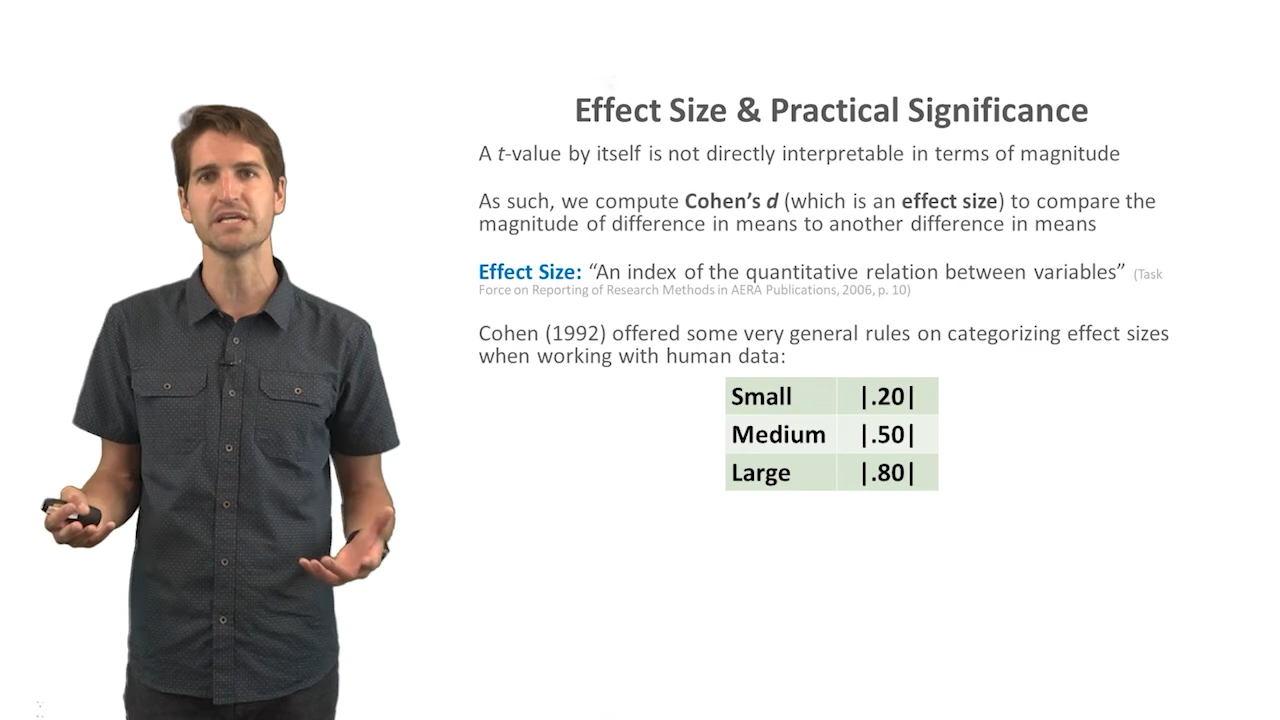 Effect Size & Practical Significance
A t-value by itself is not directly interpretable in terms of magnitude
As such, we compute Cohen’s d (which is an effect size) to compare the
magnitude of difference in means to another difference in means
Effect Size: “An index of the quantitative relation between variables” (Task
Force on Reporting of Research Methods in AERA Publications, 2006, p. 10)
Cohen (1992) offered some very general rules on categorizing effect sizes
when working with human data:
Small |.20|
Medium |.50|
Large |.80|